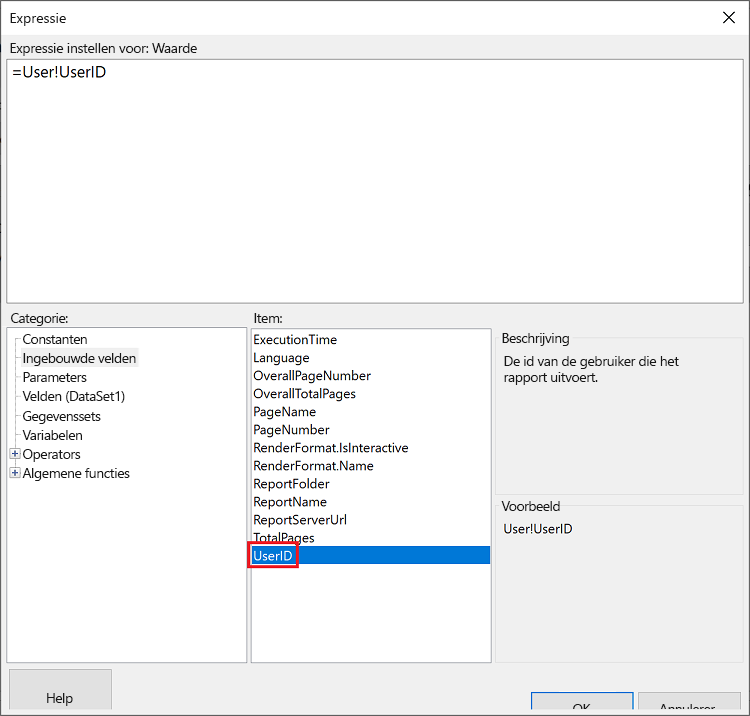 Expressie
Expressie instellen voor: Waarde
=User!UserID
Categorie:
Constanten
Ingebouwde velden
Parameters
Velden (DataSet1)
Gegevenssets
Variabelen
Operators
Algemene functies
Item:
ExecutionTime
Language
OverallPageNumber
OverallTotalPages
PageName
PageNumber
RenderFormat.IsInteractive
RenderFormat.Name
ReportFolder
ReportName
ReportServerUrl
TotalPages
UserID
Beschrijving
De id van de gebruiker die het
rapport uitvoert.
Voorbeeld
User!UserID
Help
OK
Annuleren